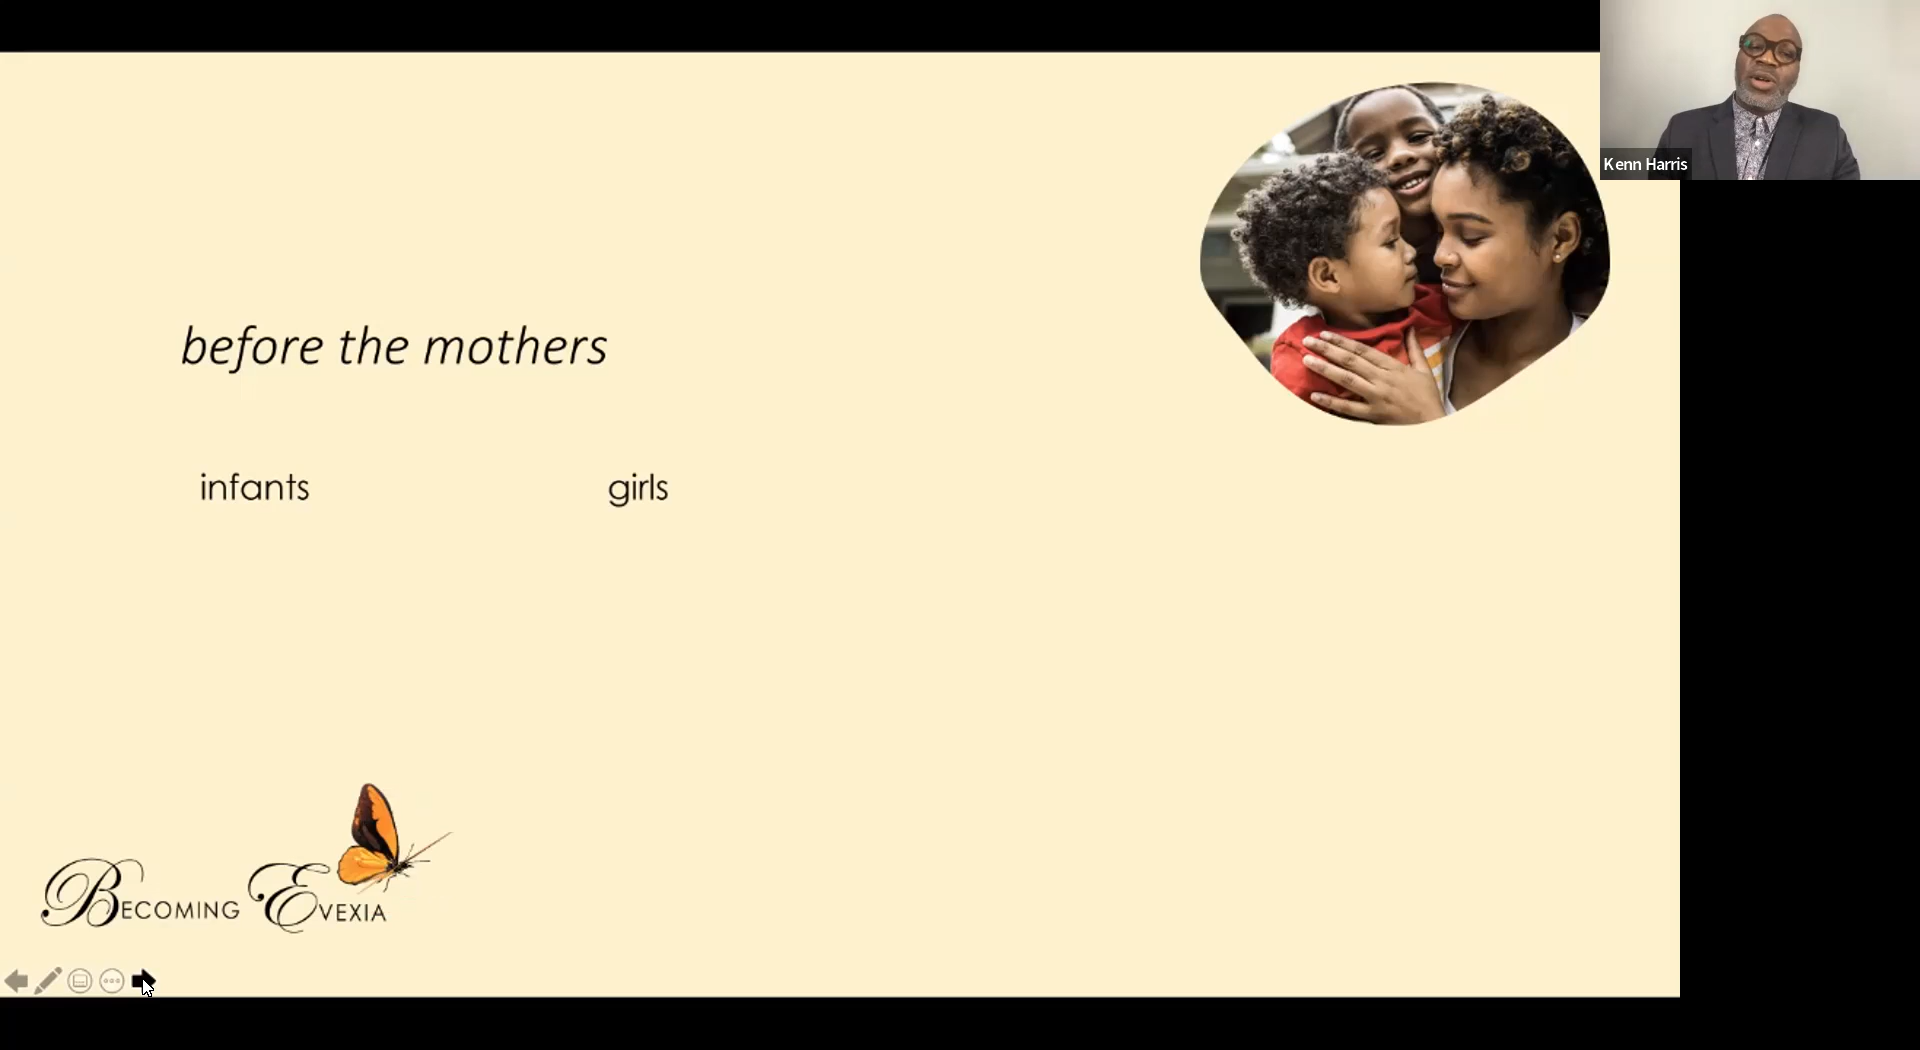 Kenn Harris
before the mothers
infants girls
BECOMING EVEXIA